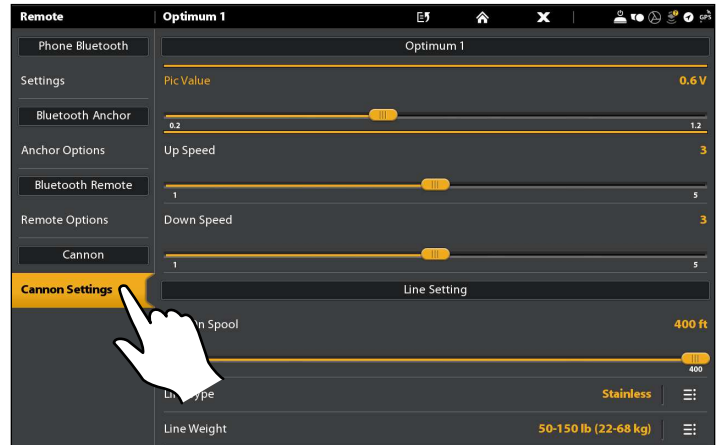 Remote
Optimum 1
X
GPS
Phone Bluetooth
Settings
Bluetooth Anchor
Anchor Options
Bluetooth Remote
Remote Options
Cannon
Cannon Settings
Optimum 1
Pic Value 0.6 V
0.2 1.2
Up Speed 3
1 5
Down Speed 3
1 5
Line Setting
Spool 400 ft
400
Stainless
Line Weight 50-150 lb (22-68 kg)